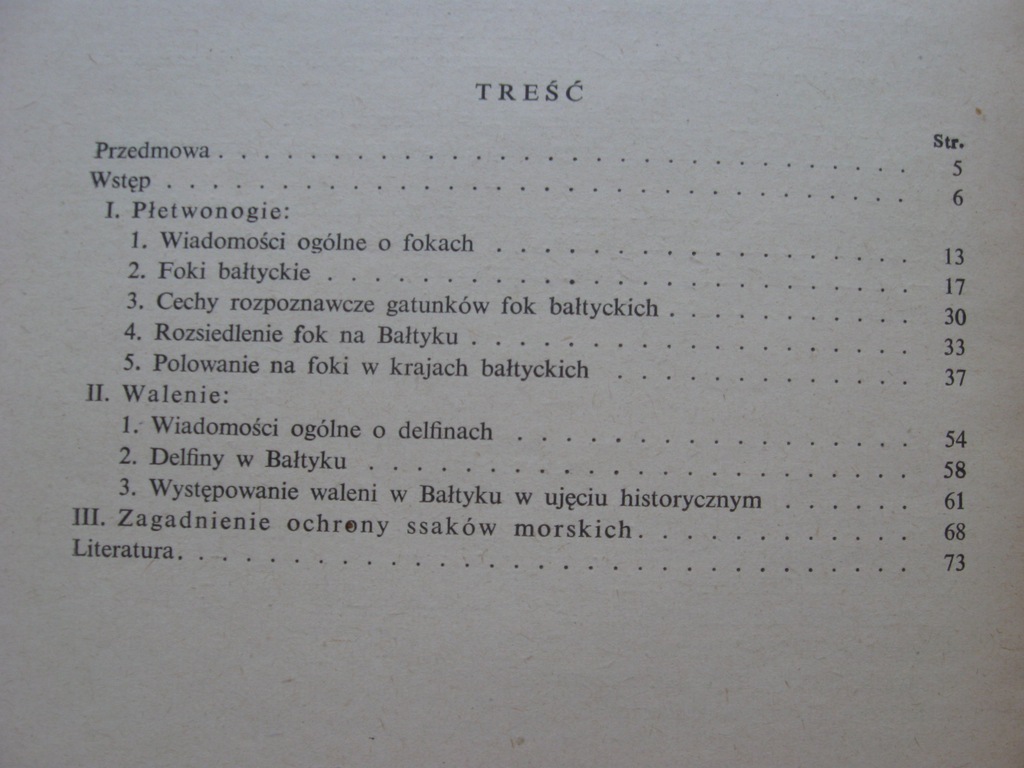 TREŚĆ
Str.
Przedmowa . . . . . . . . . . . . . . . . . . . . . . . . . . . . . . 5
Wstęp . . . . . . . . . . . . . . . . . . . . . . . . . . . . . . . . 6
I. Płetwonogie:
1. Wiadomości ogólne o fokach . . . . . . . . . . . . . . . . . . 13
2. Foki bałtyckie . . . . . . . . . . . . . . . . . . . . . . . . . 17
3. Cechy rozpoznawcze gatunków fok bałtyckich . . . . . . . . . . . 30
4. Rozsiedlenie fok na Bałtyku . . . . . . . . . . . . . . . . . . . 33
5. Polowanie na foki w krajach bałtyckich . . . . . . . . . . . . . 37
II. Walenie:
1. Wiadomości ogólne o delfinach . . . . . . . . . . . . . . . . . 54
2. Delfiny w Bałtyku . . . . . . . . . . . . . . . . . . . . . . . 58
3. Występowanie waleni w Bałtyku w ujęciu historycznym . . . . . . 61
III. Zagadnienie ochrony ssaków morskich . . . . . . . . . . . . 68
Literatura . . . . . . . . . . . . . . . . . . . . . . . . . . . . . . 73